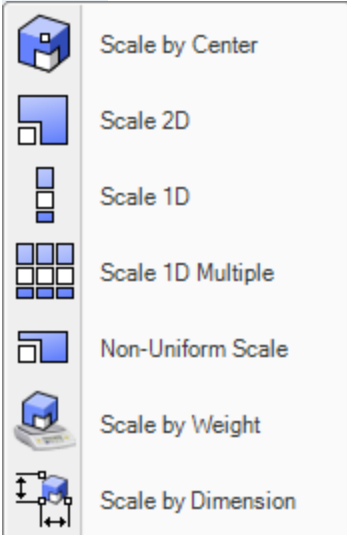 Scale by Center
Scale 2D
Scale 1D
Scale 1D Multiple
Non-Uniform Scale
Scale by Weight
Scale by Dimension